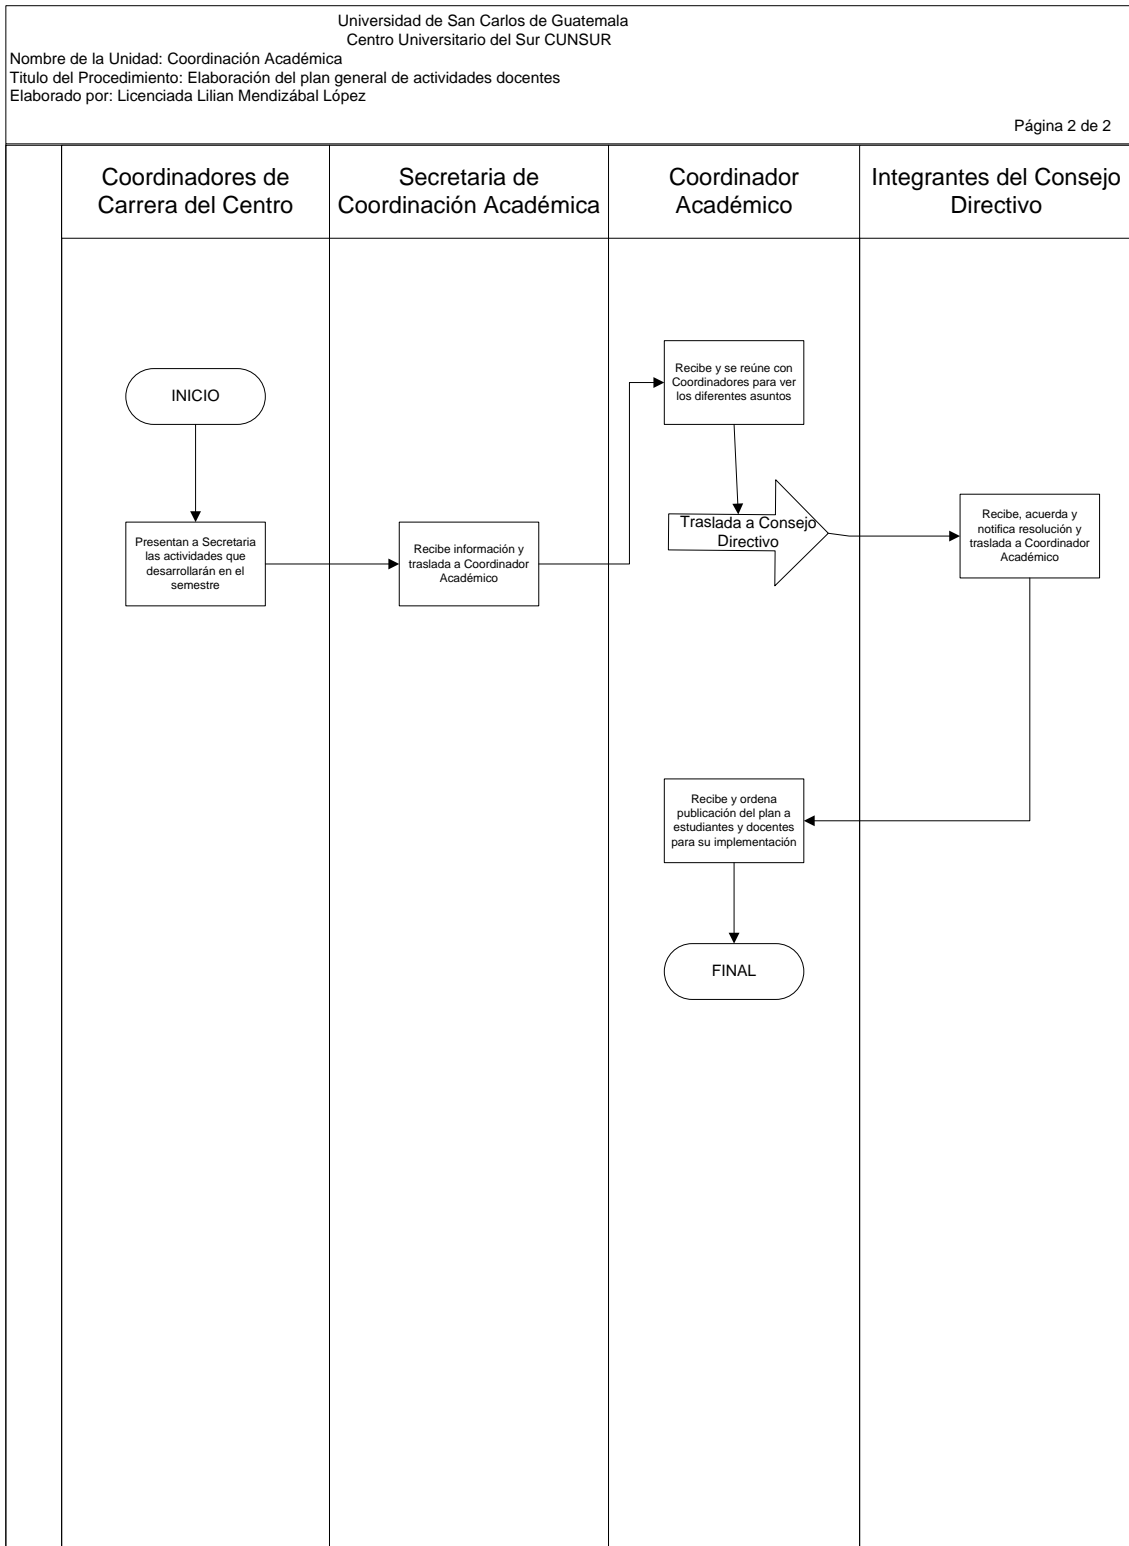 Universidad de San Carlos de Guatemala
Centro Universitario del Sur CUNSUR
Nombre de la Unidad: Coordinación Académica
Titulo del Procedimiento: Elaboración del plan general de actividades docentes
Elaborado por: Licenciada Lilian Mendizábal López
Página 2 de 2
Coordinadores de
Carrera del Centro
Secretaria de
Coordinación Académica
Coordinador
Académico
Integrantes del Consejo
Directivo
INICIO
Presentan a Secretaria
las actividades que
desarrollarán en el
semestre
Recibe información y
traslada a Coordinador
Académico
Recibe y se reúne con
Coordinadores para ver
los diferentes asuntos
Traslada a Consejo
Directivo
Recibe, acuerda y
notifica resolución y
traslada a Coordinador
Académico
Recibe y ordena
publicación del plan a
estudiantes y docentes
para su implementación
FINAL